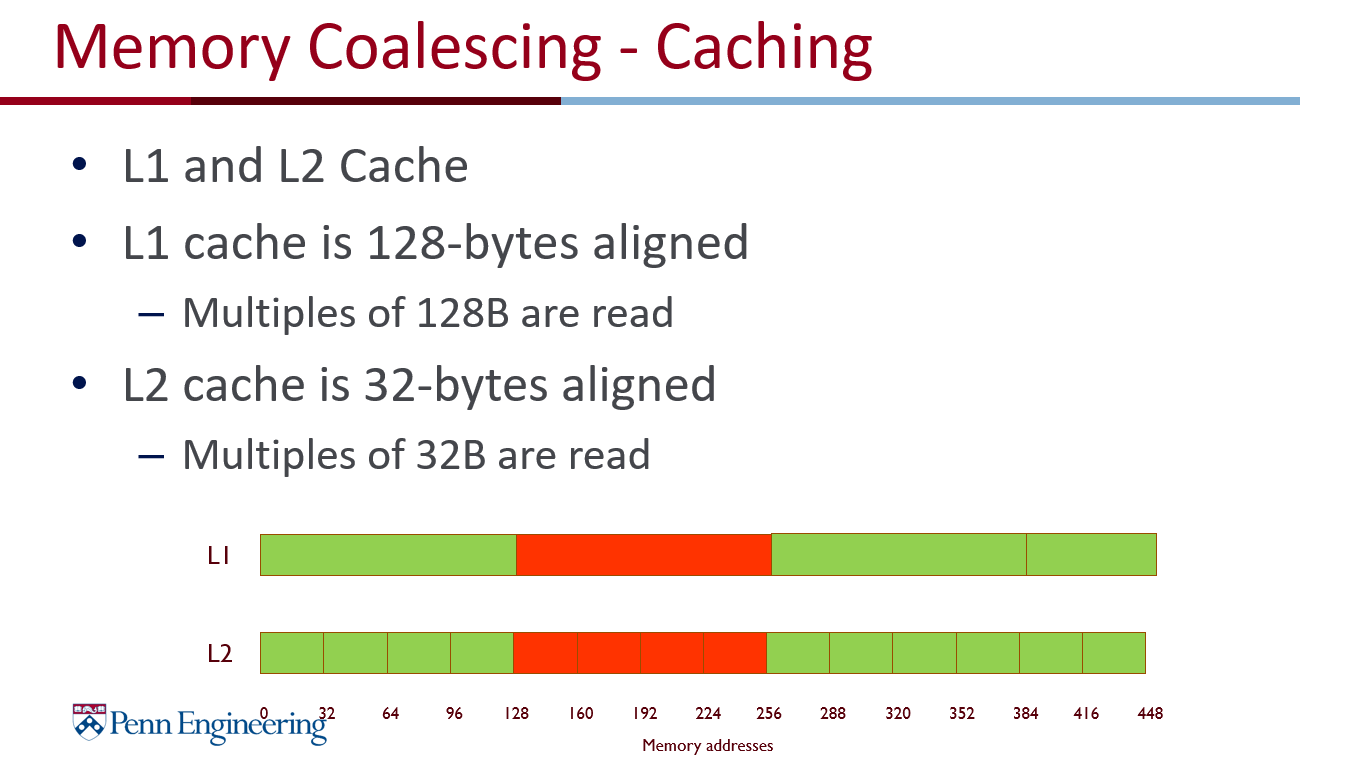 Memory Coalescing - Caching
• L1 and L2 Cache
• L1 cache is 128-bytes aligned
– Multiples of 128B are read
• L2 cache is 32-bytes aligned
– Multiples of 32B are read
L1
L2
0 32 64 96 128 160 192 224 256 288 320 352 384 416 448
Penn Engineering
Memory addresses